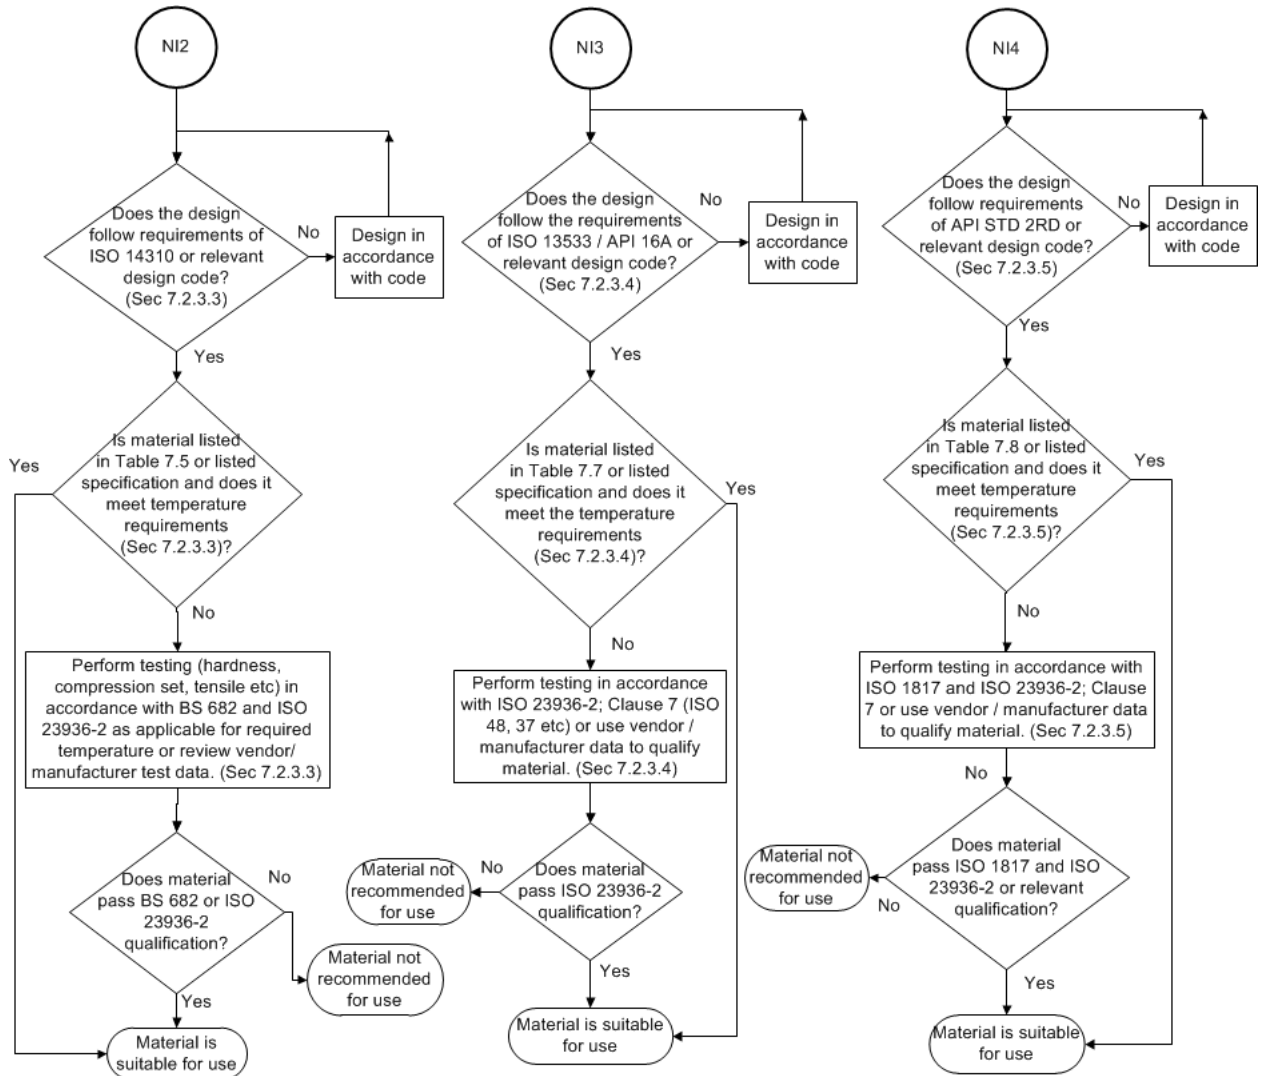 NI2
Does the design
follow requirements of
ISO 14310 or relevant
design code?
(Sec 7.2.3.3)
No
Design in
accordance
with code
Yes
Is material listed
in Table 7.5 or listed
specification and does it
meet temperature
requirements
(Sec 7.2.3.3)?
Yes
No
Perform testing (hardness,
compression set, tensile etc) in
accordance with BS 682 and ISO
23936-2 as applicable for required
temperature or review vendor/
manufacturer test data. (Sec 7.2.3.3)
Does material
pass BS 682 or ISO
23936-2
qualification?
No
Material not
recommended
for use
Yes
Material is
suitable for use
NI3
Does the design
follow the requirements
of ISO 13533 / API 16A or
relevant design code?
(Sec 7.2.3.4)
No
Design in
accordance
with code
Yes
Is material listed
in Table 7.7 or listed
specification and does it
meet the temperature
requirements
(Sec 7.2.3.4)?
Yes
No
Perform testing in accordance
with ISO 23936-2; Clause 7 (ISO
48, 37 etc) or use vendor /
manufacturer data to qualify
material. (Sec 7.2.3.4)
Does material
pass ISO 23936-2
qualification?
No
Material not
recommended
for use
Yes
Material is suitable
for use
NI4
Does the design
follow requirements
of API STD 2RD or
relevant design code?
(Sec 7.2.3.5)
No
Design in
accordance
with code
Yes
Is material listed
in Table 7.8 or listed
specification and does it
meet temperature
requirements
(Sec 7.2.3.5)?
Yes
No
Perform testing in accordance with
ISO 1817 and ISO 23936-2; Clause
7 or use vendor / manufacturer data
to qualify material. (Sec 7.2.3.5)
No
Does material
pass ISO 1817 and ISO
23936-2 or relevant
qualification?
No
Material not
recommended
for use
Yes
Material is suitable
for use